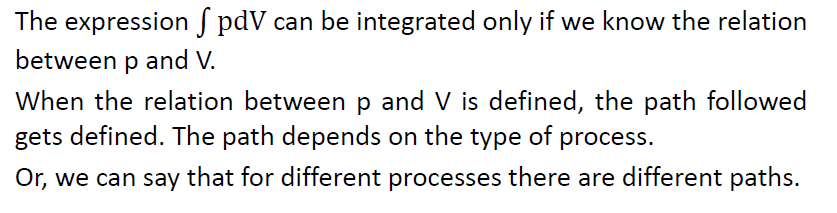 The expression ∫ pdV can be integrated only if we know the relation
between p and V.
When the relation between p and V is defined, the path followed
gets defined. The path depends on the type of process.
Or, we can say that for different processes there are different paths.